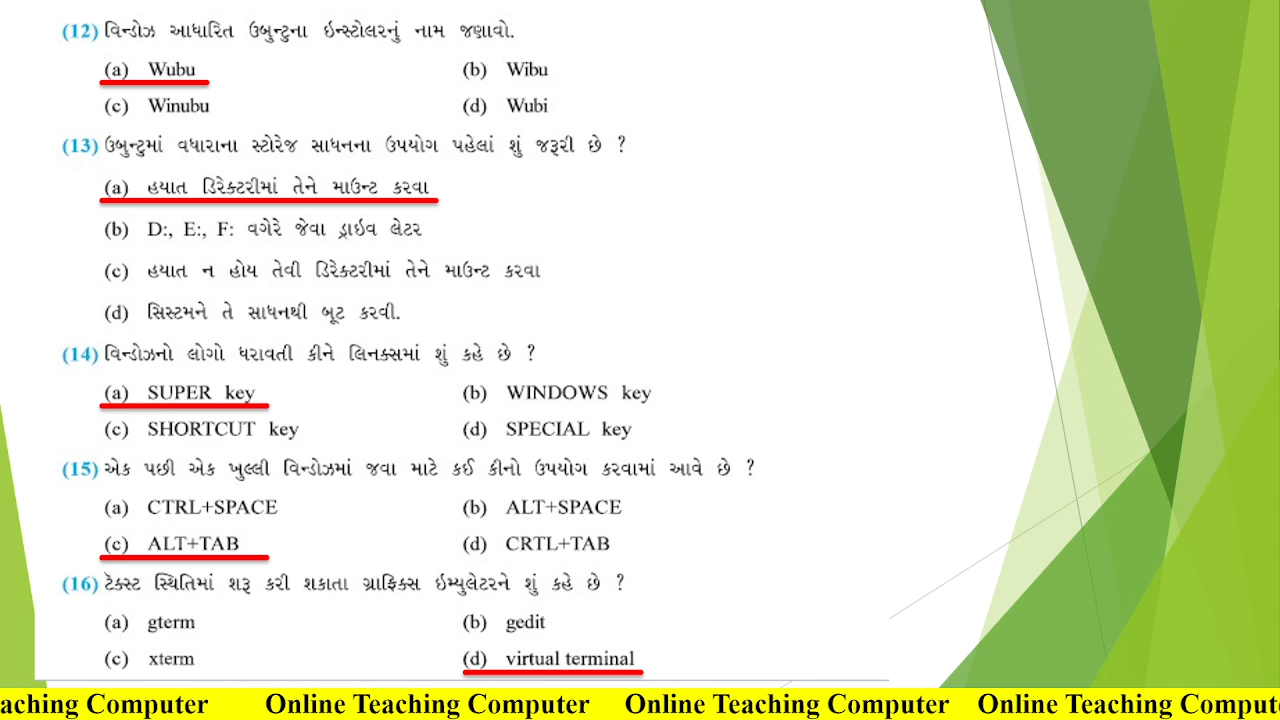 (12) વિન્ડોઝ આધારિત ઉબુન્ટુના ઇન્સ્ટોલરનું નામ જણાવો.
(a) Wubu (b) Wibu
(c) Winubu (d) Wubi
(13) ઉબુન્ટુમાં વધારાના સ્ટોરેજ સાધનના ઉપયોગ પહેલાં શું જરૂરી છે ?
(a) હયાત ડિરેક્ટરીમાં તેને માઉન્ટ કરવા
(b) D:, E:, F: વગેરે જેવા ડ્રાઇવ લેટર
(c) હયાત ન હોય તેવી ડિરેક્ટરીમાં તેને માઉન્ટ કરવા
(d) સિસ્ટમને તે સાધનથી બૂટ કરવી.
(14) વિન્ડોઝનો લોગો ધરાવતી કીને લિનક્સમાં શું કહે છે ?
(a) SUPER key (b) WINDOWS key
(c) SHORTCUT key (d) SPECIAL key
(15) એક પછી એક ખુલ્લી વિન્ડોઝમાં જવા માટે કઈ કીનો ઉપયોગ કરવામાં આવે છે ?
(a) CTRL+SPACE (b) ALT+SPACE
(c) ALT+TAB (d) CRTL+TAB
(16) ટેક્સ્ટ સ્થિતિમાં શરૂ કરી શકાતા ગ્રાફિક્સ ઇમ્યુલેટરને શું કહે છે ?
(a) gterm (b) gedit
(c) xterm (d) virtual terminal
aching Computer Online Teaching Computer Online Teaching Computer Online Teaching Comput